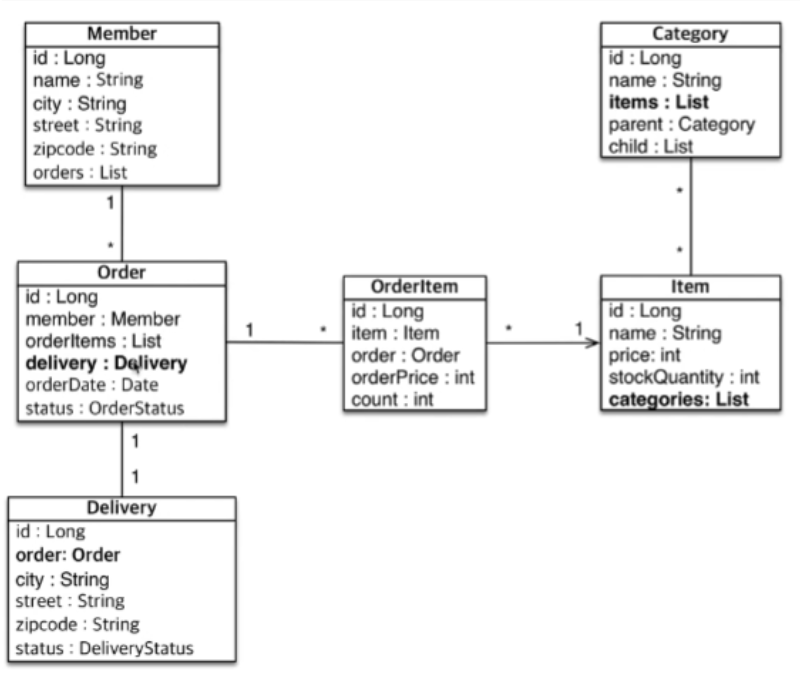 Member
id : Long
name : String
city : String
street : String
zipcode : String
orders : List
1
*
Order
id : Long
member : Member
orderItems : List
delivery : Delivery
orderDate : Date
status : OrderStatus
1
*
1
1
Delivery
id : Long
order: Order
city : String
street : String
zipcode : String
status : DeliveryStatus
OrderItem
id : Long
item : Item
order : Order
orderPrice : int
count : int
*
1
Category
id : Long
name : String
items : List
parent : Category
child : List
*
*
Item
id : Long
name : String
price: int
stockQuantity : int
categories: List